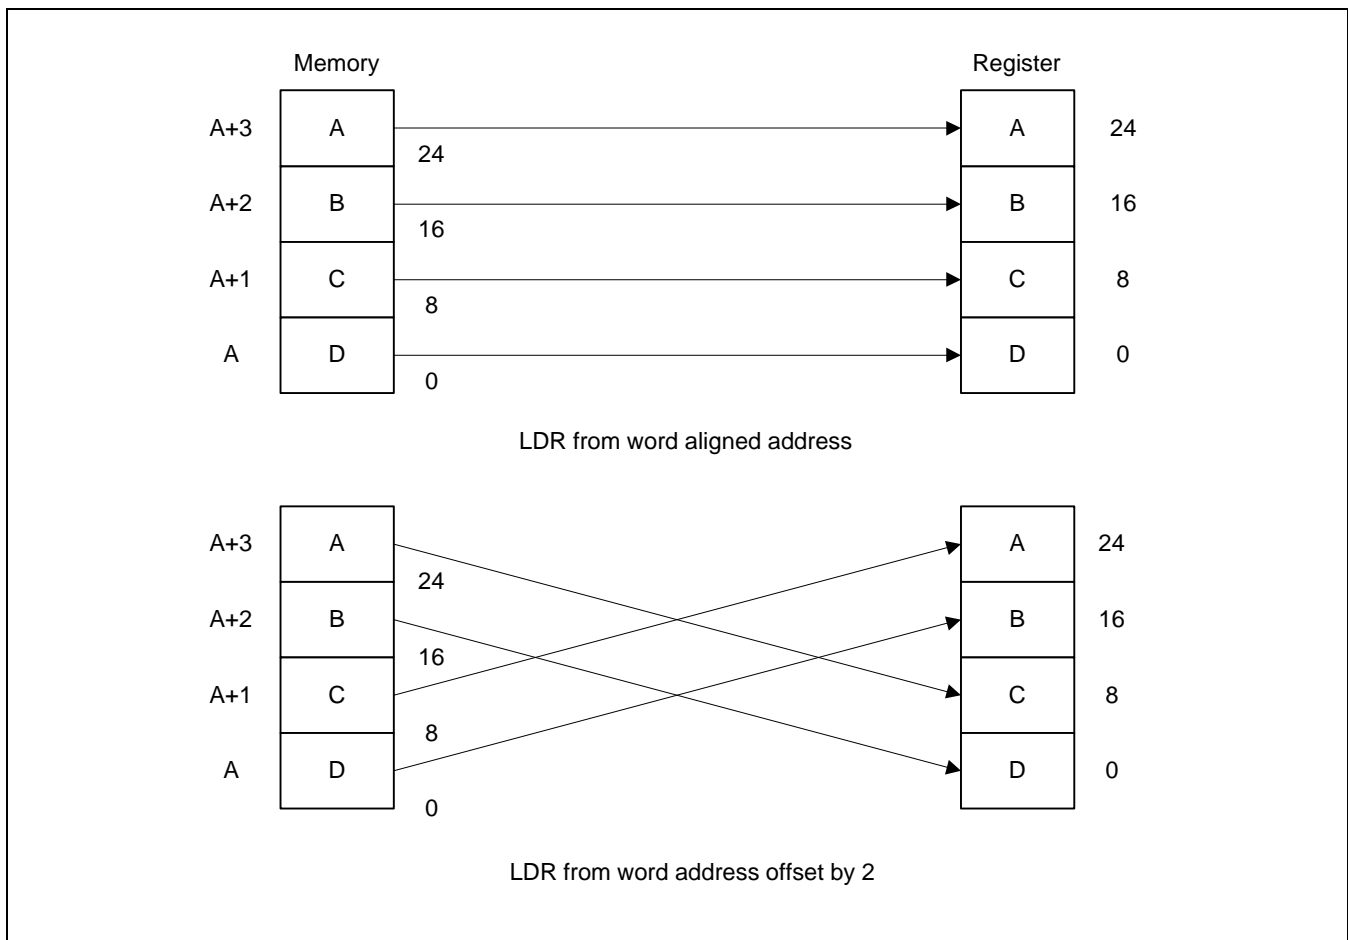 Memory Register
A+3 A A 24
24
A+2 B B 16
16
A+1 C C 8
8
A D D 0
0
LDR from word aligned address
A+3 A A 24
24
A+2 B B 16
16
A+1 C C 8
8
A D D 0
0
LDR from word address offset by 2